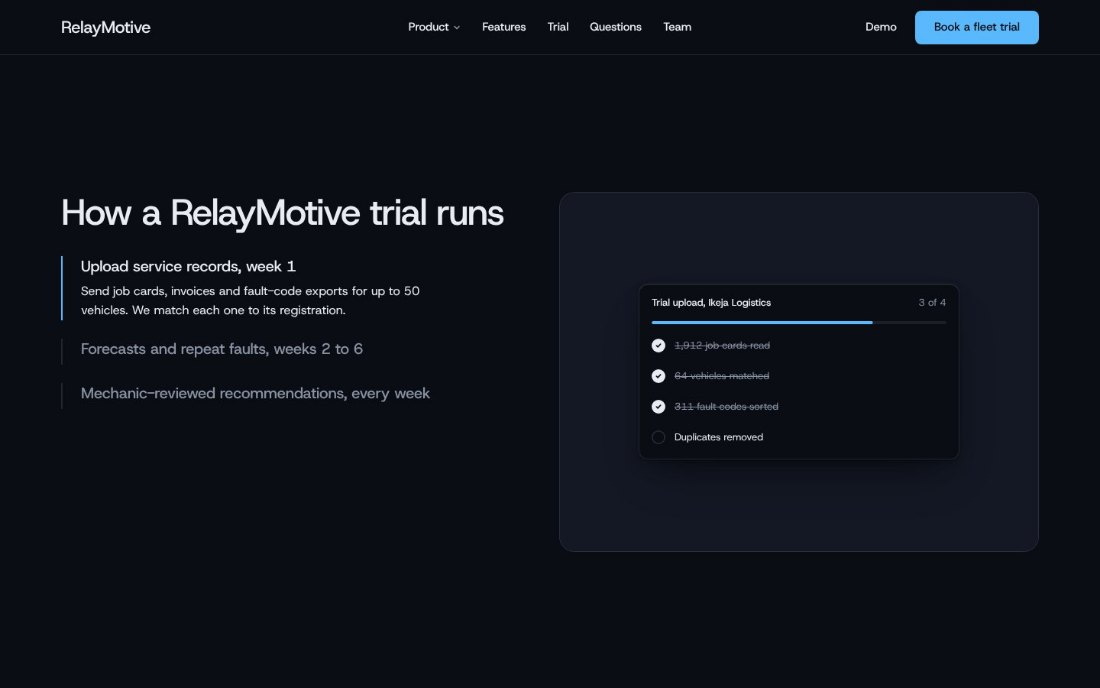 RelayMotive
Product
Features
Trial
Questions
Team
Demo
Book a fleet trial
How a RelayMotive trial runs
Upload service records, week 1
Send job cards, invoices and fault-code exports for up to 50
vehicles. We match each one to its registration.
Forecasts and repeat faults, weeks 2 to 6
Mechanic-reviewed recommendations, every week
Trial upload, Ikeja Logistics
3 of 4
1,912 job cards read
64 vehicles matched
311 fault codes sorted
Duplicates removed